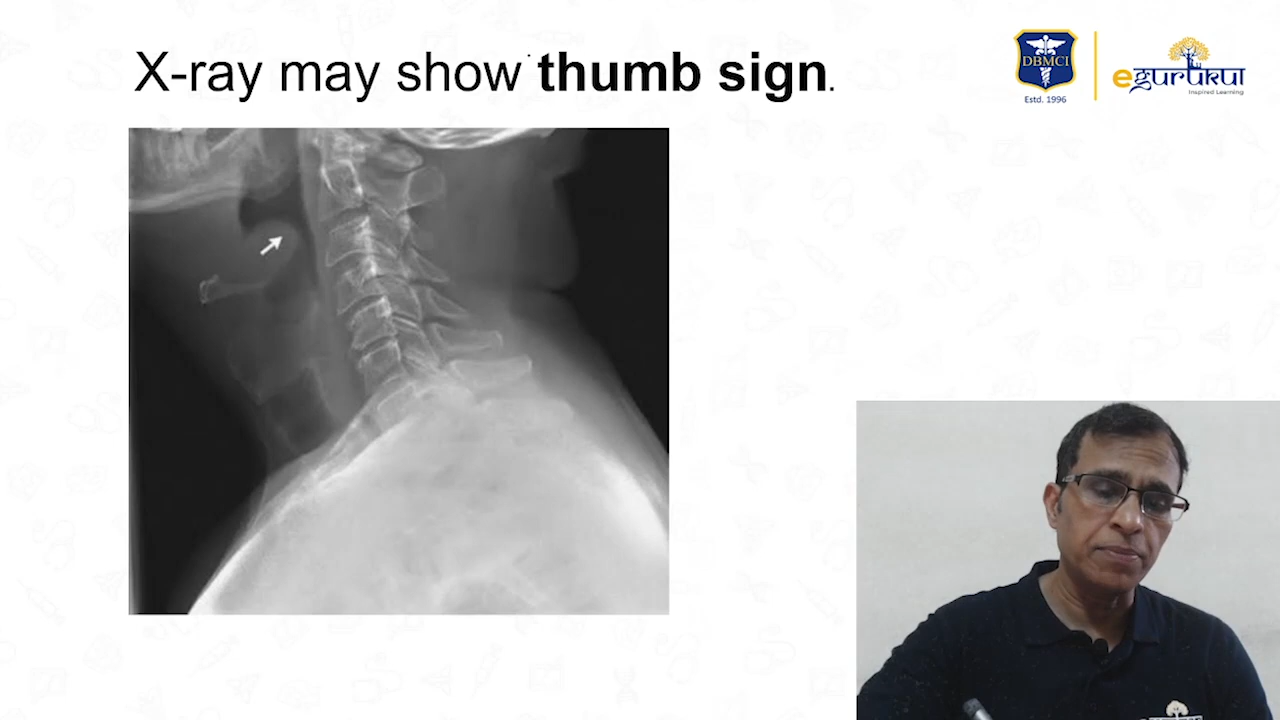 X-ray may show thumb sign.
DBMCI
Estd. 1996
egurukul
Inspired Learning